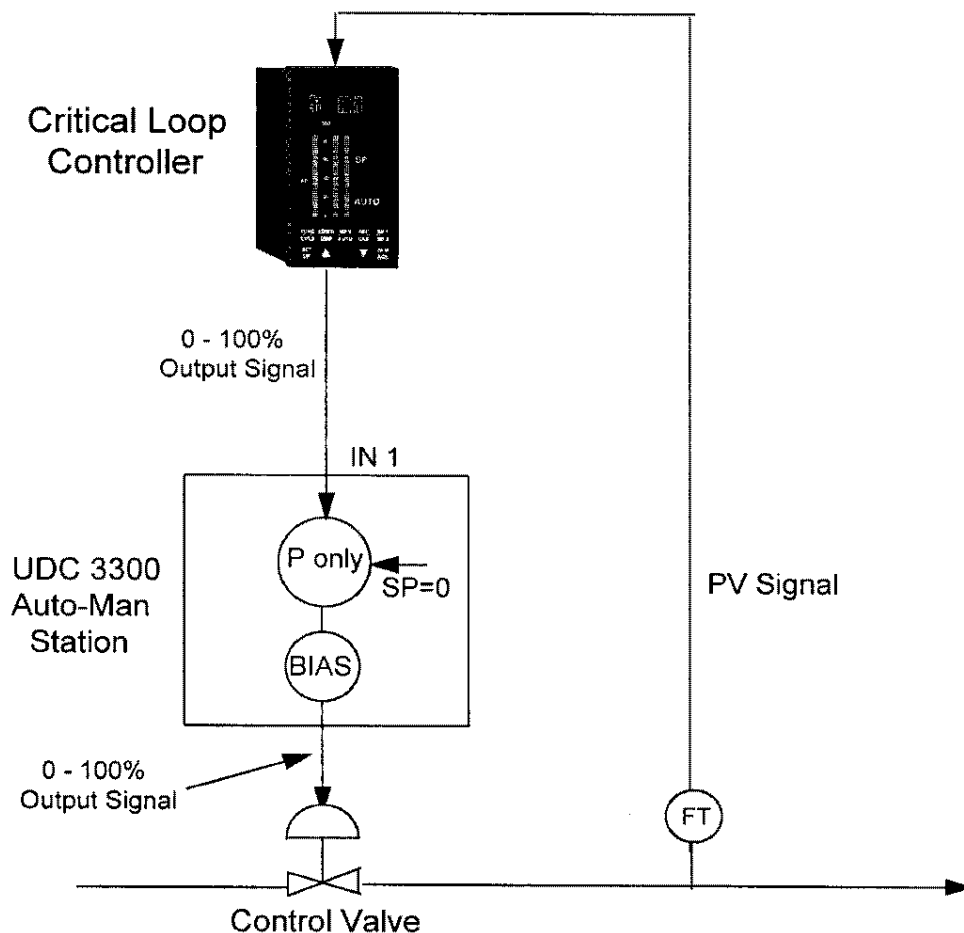 Critical Loop
Controller
SP
AUTO
0 - 100%
Output Signal
IN 1
P only
SP=0
UDC 3300
Auto-Man
Station
BIAS
PV Signal
0 - 100%
Output Signal
FT
Control Valve